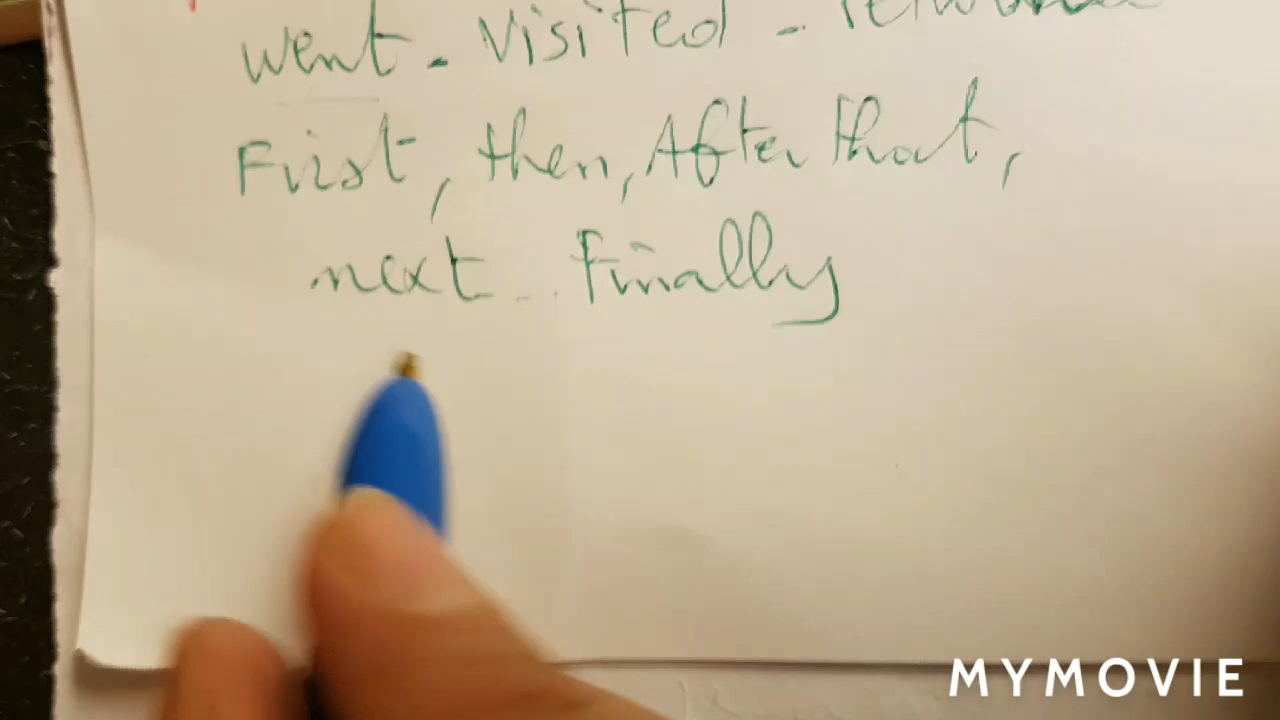 went - visited -
First, then, After that,
next .. Finally
MYMOVIE